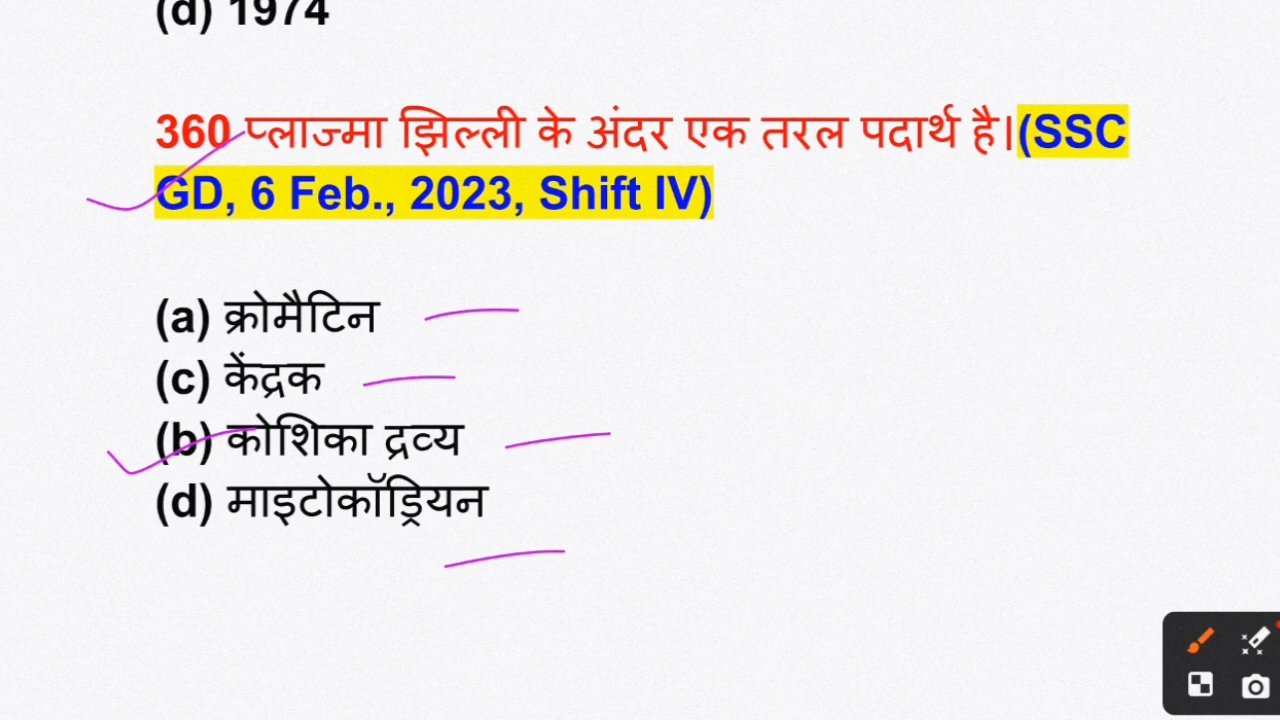 (d) 1974
360 प्लाज्मा झिल्ली के अंदर एक तरल पदार्थ है।(SSC
GD, 6 Feb., 2023, Shift IV)
(a) क्रोमैटिन
(c) केंद्रक
(b) कोशिका द्रव्य
(d) माइटोकॉड्रियन